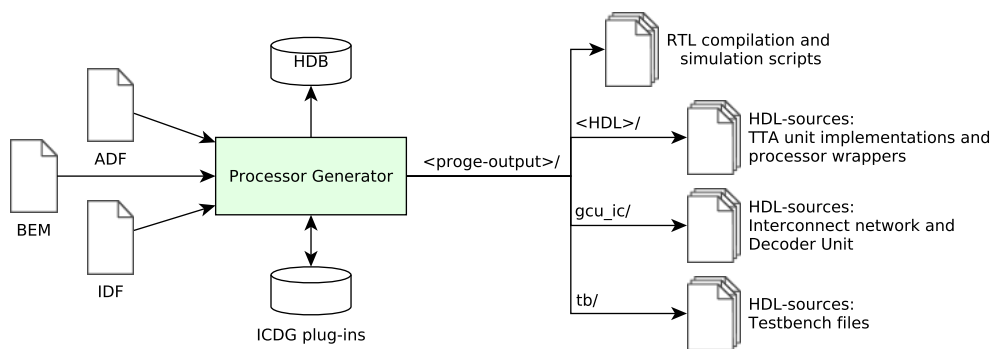 RTL compilation and
simulation scripts
HDB
<HDL>/
HDL-sources:
TTA unit implementations and
processor wrappers
ADF
<proge-output>/
Processor Generator
BEM
gcu_ic/
HDL-sources:
Interconnect network and
Decoder Unit
IDF
tb/
HDL-sources:
Testbench files
ICDG plug-ins